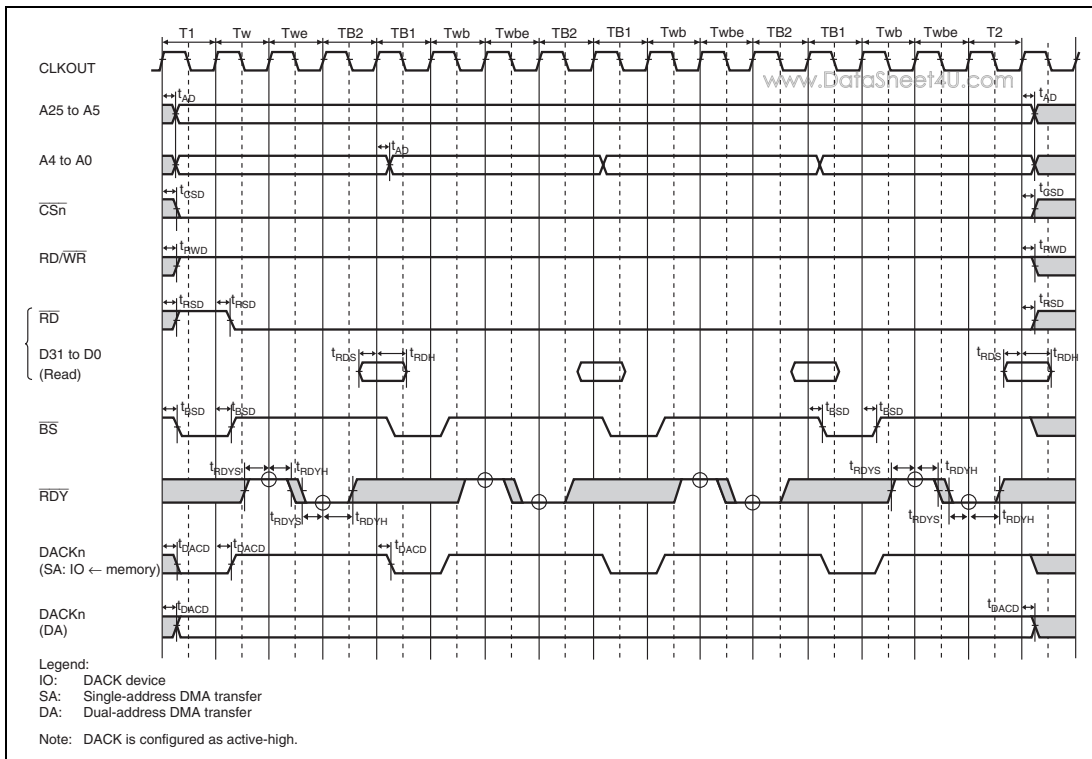 T1 Tw Twe TB2 TB1 Twb Twbe TB2 TB1 Twb Twbe TB2 TB1 Twb Twbe T2
CLKOUT
www.DataSheet4U.com
tAD tAD
A25 to A5
tAD
A4 to A0
tCSD tCSD
CSn
tRWD tRWD
RD/WR
tRSD tRSD tRSD
RD
D31 to D0
(Read)
tRDS tRDH tRDS tRDH
tBSD tBSD tBSD tBSD
BS
tRDYS tRDYH tRDYS tRDYH
RDY
tRDYS tRDYH tRDYS tRDYH
DACKn
(SA: IO ← memory)
tDACD tDACD tDACD
DACKn
(DA)
tDACD tDACD
Legend:
IO: DACK device
SA: Single-address DMA transfer
DA: Dual-address DMA transfer
Note: DACK is configured as active-high.